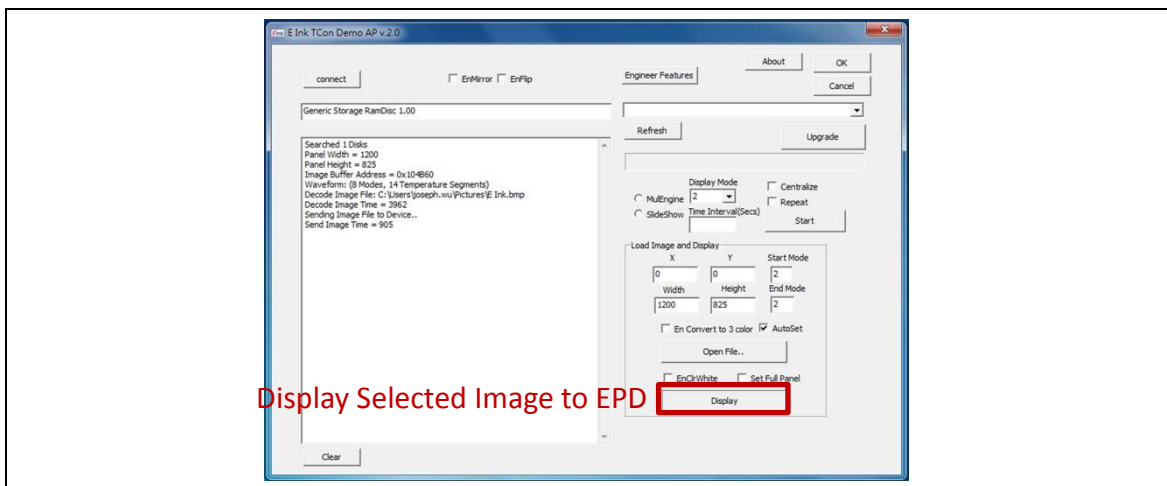 E Ink TCon Demo AP v.2.0
connect
EnMirror
EnFlip
Engineer Features
About
OK
Cancel
Generic Storage RamDisc 1.00
Refresh
Upgrade
Searched 1 Disks
Panel Width = 1200
Panel Height = 825
Image Buffer Address = 0x104B60
Waveform: (8 Modes, 14 Temperature Segments)
Decode Image File: C:\Users\joseph.wu\Pictures\E Ink.bmp
Decode Image Time = 3962
Sending Image File to Device..
Send Image Time = 905
Display Mode
MulEngine
2
Centralize
Repeat
SlideShow
Time Interval(Secs)
Start
Load Image and Display
X Y Start Mode
0 0 2
Width Height End Mode
1200 825 2
En Convert to 3 color
AutoSet
Open File..
EnClrWhite
Set Full Panel
Display Selected Image to EPD
Display
Clear